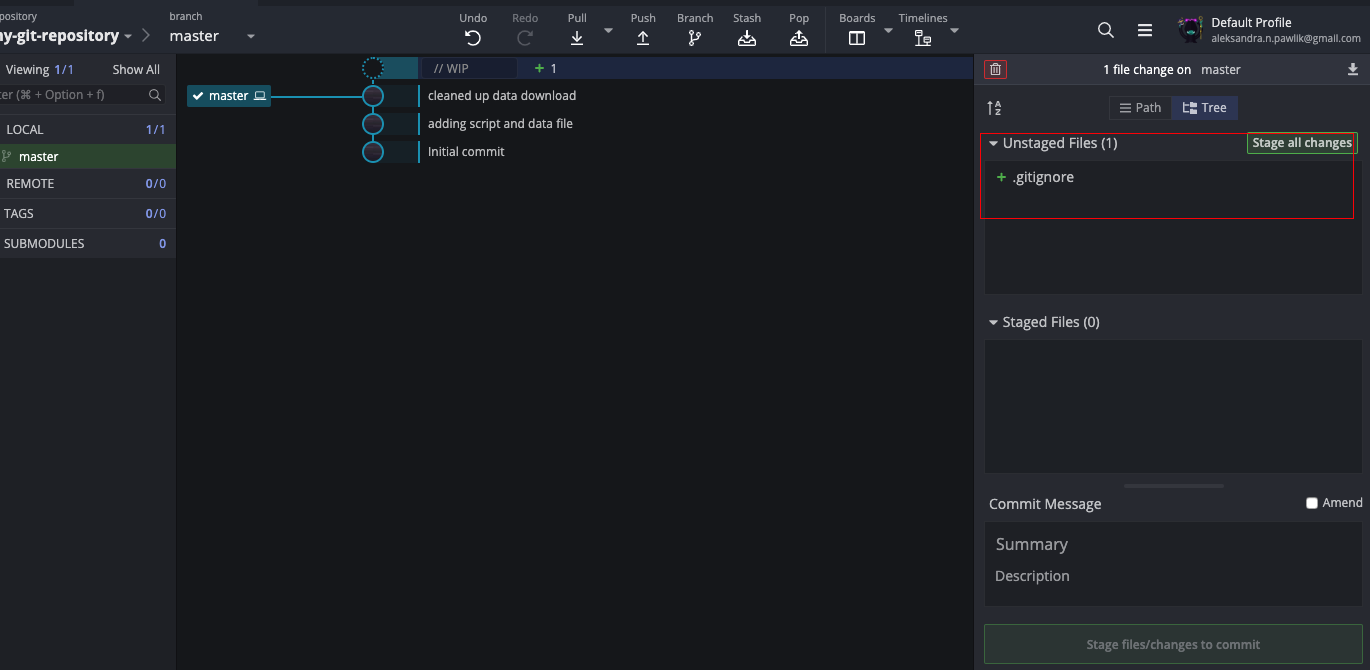 pository
y-git-repository
branch
master
Undo
Redo
Pull
Push
Branch
Stash
Pop
Boards
Timelines
Default Profile
aleksandra.n.pawlik@gmail.com
Viewing 1/1
Show All
ter (⌘ + Option + f)
LOCAL 1/1
master
REMOTE 0/0
TAGS 0/0
SUBMODULES 0
// WIP
+ 1
master
cleaned up data download
adding script and data file
Initial commit
1 file change on master
A
Z
Path
Tree
Unstaged Files (1)
Stage all changes
+ .gitignore
Staged Files (0)
Commit Message
Amend
Summary
Description
Stage files/changes to commit